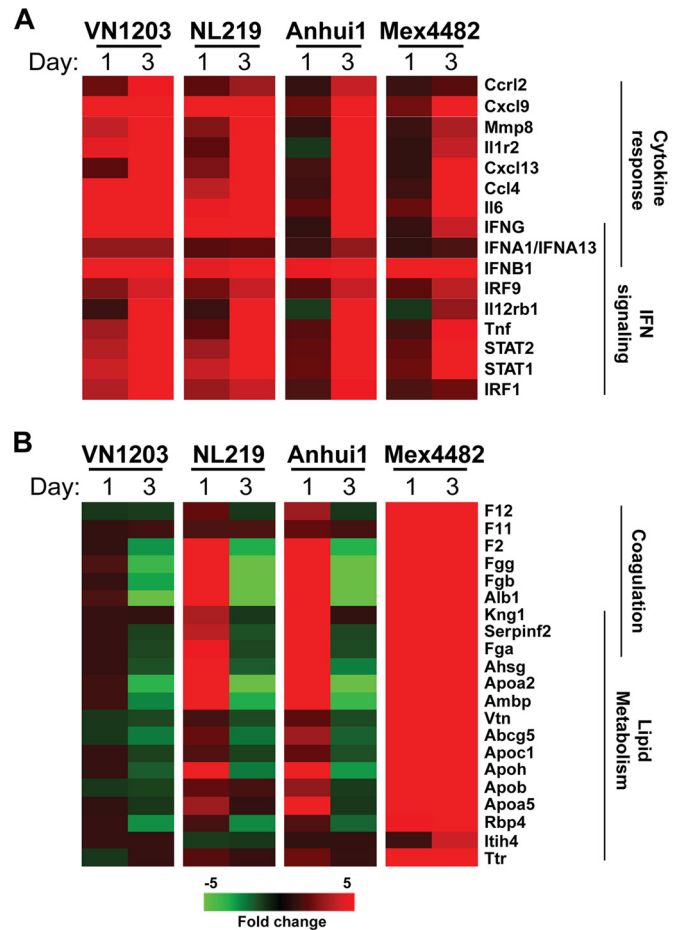 A
VN1203 NL219 Anhui1 Mex4482
Day: 1 3 1 3 1 3 1 3
Ccrl2
Cxcl9
Mmp8
Il1r2
Cxcl13
Ccl4
Il6
IFNG
IFNA1/IFNA13
IFNB1
IRF9
Il12rb1
Tnf
STAT2
STAT1
IRF1
Cytokine
response
IFN
signaling
B
VN1203 NL219 Anhui1 Mex4482
Day: 1 3 1 3 1 3 1 3
F12
F11
F2
Fgg
Fgb
Alb1
Kng1
Serpinf2
Fga
Ahsg
Apoa2
Ambp
Vtn
Abcg5
Apoc1
Apoh
Apob
Apoa5
Rbp4
Itih4
Ttr
Coagulation
Lipid
Metabolism
-5 5
Fold change